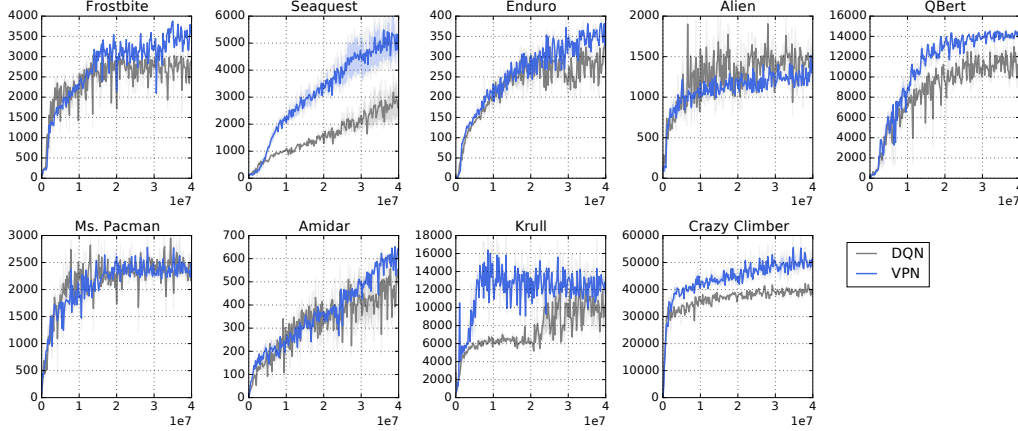 Frostbite
4000
3500
3000
2500
2000
1500
1000
500
0
0 1 2 3 4
1e7
Seaquest
6000
5000
4000
3000
2000
1000
0
0 1 2 3 4
1e7
Enduro
400
350
300
250
200
150
100
50
0
0 1 2 3 4
1e7
Alien
2000
1500
1000
500
0
0 1 2 3 4
1e7
QBert
16000
14000
12000
10000
8000
6000
4000
2000
0
0 1 2 3 4
1e7
Ms. Pacman
3000
2500
2000
1500
1000
500
0
0 1 2 3 4
1e7
Amidar
700
600
500
400
300
200
100
0
0 1 2 3 4
1e7
Krull
18000
16000
14000
12000
10000
8000
6000
4000
2000
0 1 2 3 4
1e7
Crazy Climber
60000
50000
40000
30000
20000
10000
0
0 1 2 3 4
1e7
DQN
VPN